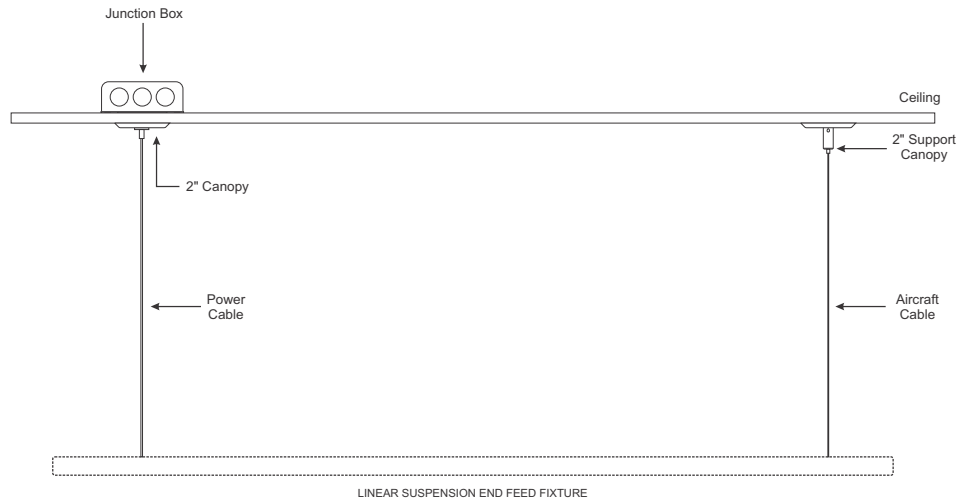 Junction Box
Ceiling
2" Support
Canopy
2" Canopy
Power
Cable
Aircraft
Cable
LINEAR SUSPENSION END FEED FIXTURE